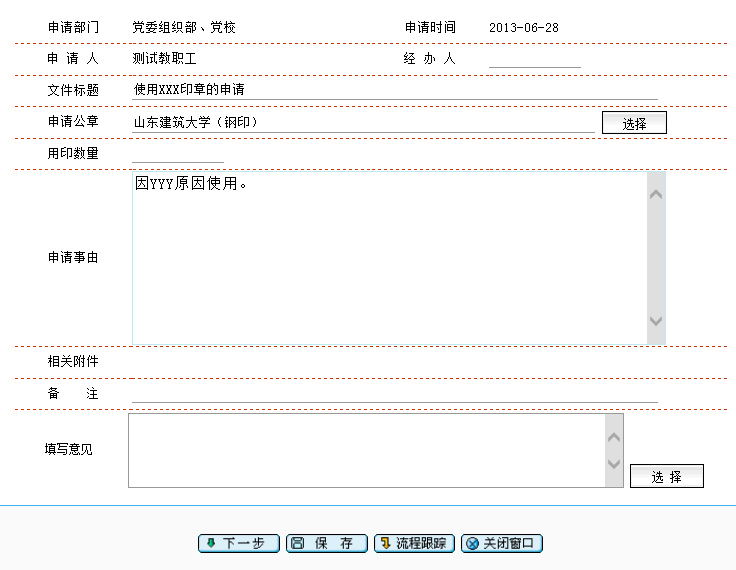 申请部门 党委组织部、党校 申请时间 2013-06-28
申 请 人 测试教职工 经 办 人
文件标题 使用XXX印章的申请
申请公章 山东建筑大学（钢印） 选择
用印数量
因YYY原因使用。
申请事由
相关附件
备 注
填写意见
选 择
下一步 保 存 流程跟踪 关闭窗口